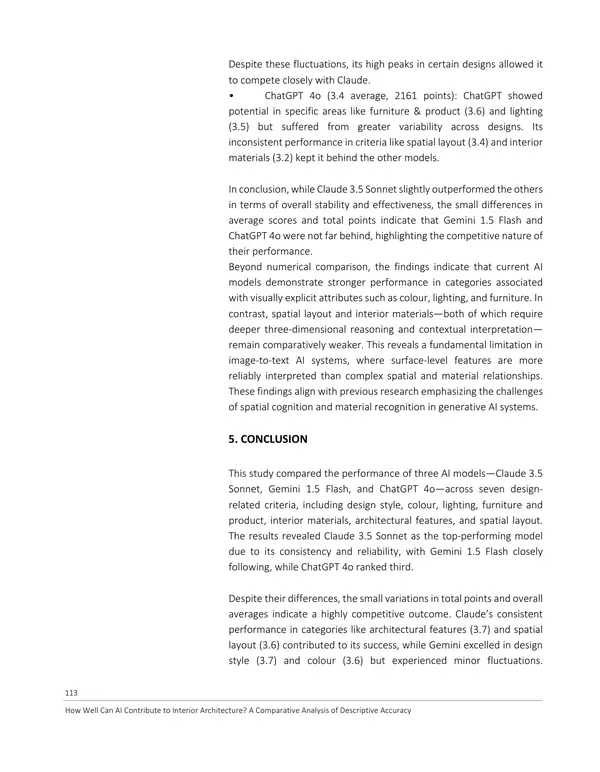 Despite these fluctuations, its high peaks in certain designs allowed it
to compete closely with Claude.
• ChatGPT 4o (3.4 average, 2161 points): ChatGPT showed
potential in specific areas like furniture & product (3.6) and lighting
(3.5) but suffered from greater variability across designs. Its
inconsistent performance in criteria like spatial layout (3.4) and interior
materials (3.2) kept it behind the other models.
In conclusion, while Claude 3.5 Sonnet slightly outperformed the others
in terms of overall stability and effectiveness, the small differences in
average scores and total points indicate that Gemini 1.5 Flash and
ChatGPT 4o were not far behind, highlighting the competitive nature of
their performance.
Beyond numerical comparison, the findings indicate that current AI
models demonstrate stronger performance in categories associated
with visually explicit attributes such as colour, lighting, and furniture. In
contrast, spatial layout and interior materials—both of which require
deeper three-dimensional reasoning and contextual interpretation—
remain comparatively weaker. This reveals a fundamental limitation in
image-to-text AI systems, where surface-level features are more
reliably interpreted than complex spatial and material relationships.
These findings align with previous research emphasizing the challenges
of spatial cognition and material recognition in generative AI systems.
5. CONCLUSION
This study compared the performance of three AI models—Claude 3.5
Sonnet, Gemini 1.5 Flash, and ChatGPT 4o—across seven design-
related criteria, including design style, colour, lighting, furniture and
product, interior materials, architectural features, and spatial layout.
The results revealed Claude 3.5 Sonnet as the top-performing model
due to its consistency and reliability, with Gemini 1.5 Flash closely
following, while ChatGPT 4o ranked third.
Despite their differences, the small variations in total points and overall
averages indicate a highly competitive outcome. Claude’s consistent
performance in categories like architectural features (3.7) and spatial
layout (3.6) contributed to its success, while Gemini excelled in design
style (3.7) and colour (3.6) but experienced minor fluctuations.
113
How Well Can AI Contribute to Interior Architecture? A Comparative Analysis of Descriptive Accuracy